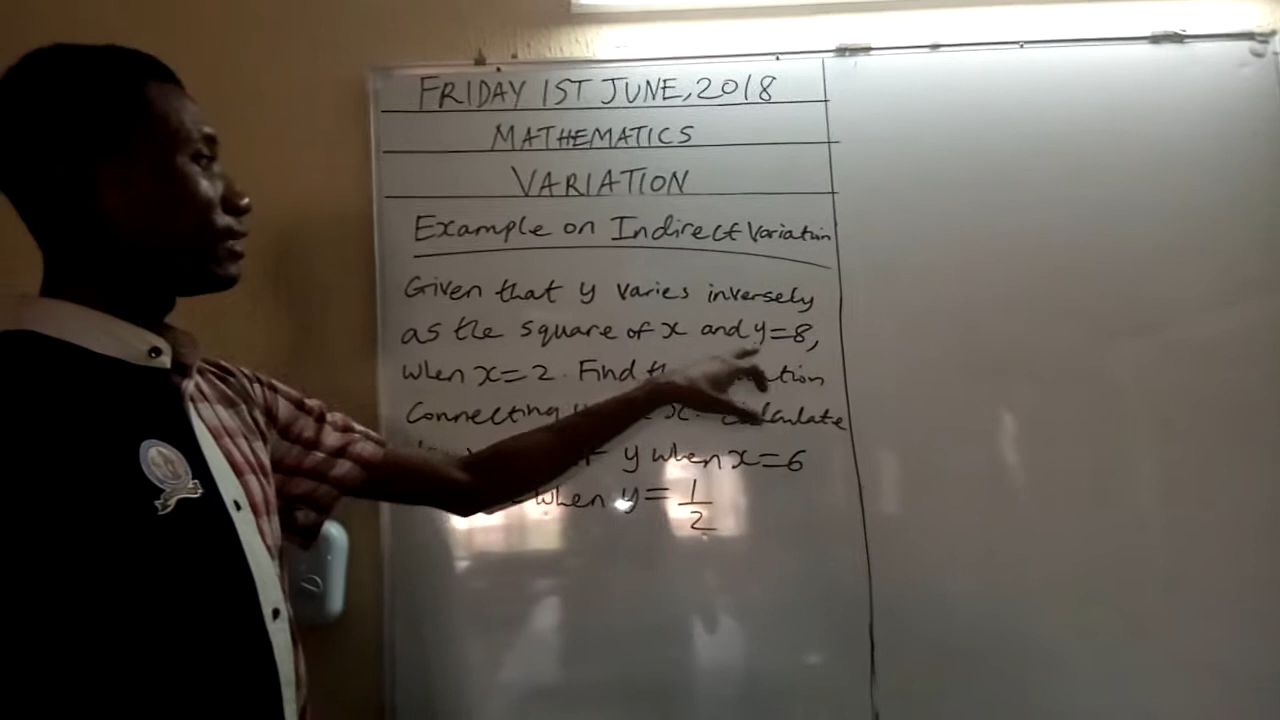 FRIDAY 1ST JUNE, 2018
MATHEMATICS
VARIATION
Example on Indirect Variation
Given that y varies inversely
as the square of x and y=8,
when x=2. Find
Connecting x. Calculate
y when x=6
when y= 1/2